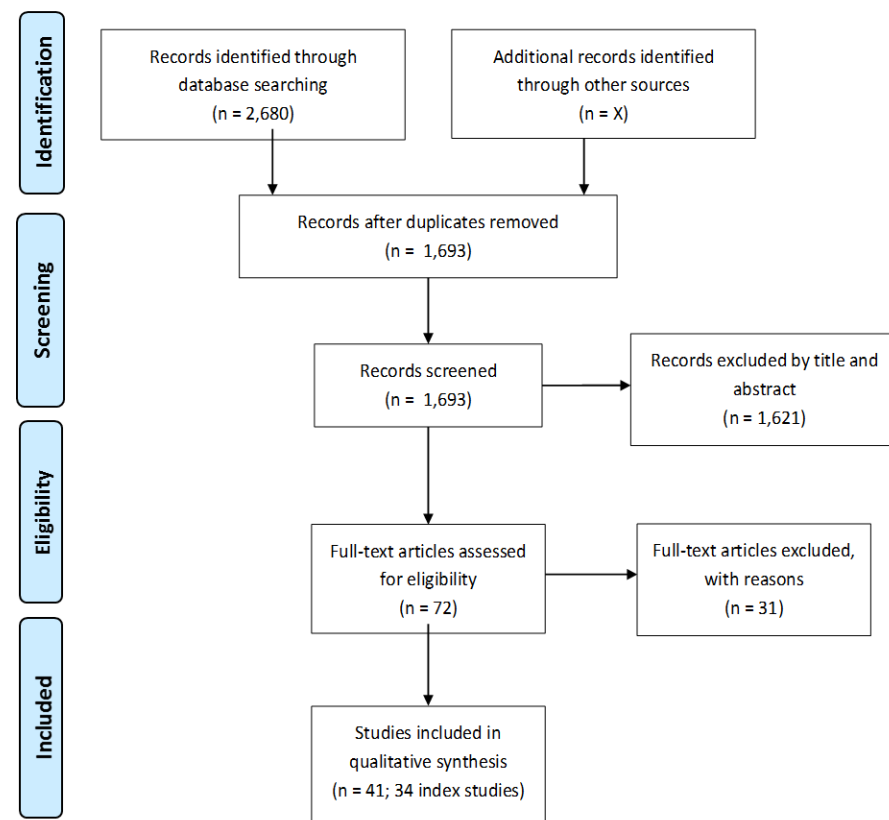 Identification
Records identified through
database searching
(n = 2,680)
Additional records identified
through other sources
(n = X)
Records after duplicates removed
(n = 1,693)
Screening
Records screened
(n = 1,693)
Records excluded by title and
abstract
(n = 1,621)
Eligibility
Full-text articles assessed
for eligibility
(n = 72)
Full-text articles excluded,
with reasons
(n = 31)
Included
Studies included in
qualitative synthesis
(n = 41; 34 index studies)